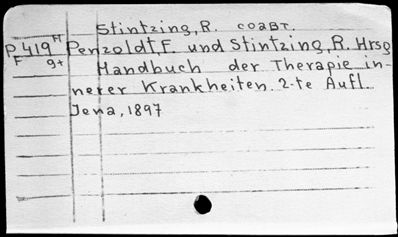 Stintzing, R. соавт.
P 419 H Penzoldt, F. und Stintzing, R. Hrsg
F 9+ Handbuch der Therapie in-
nerer Krankheiten. 2-te Aufl.
Jena, 1897